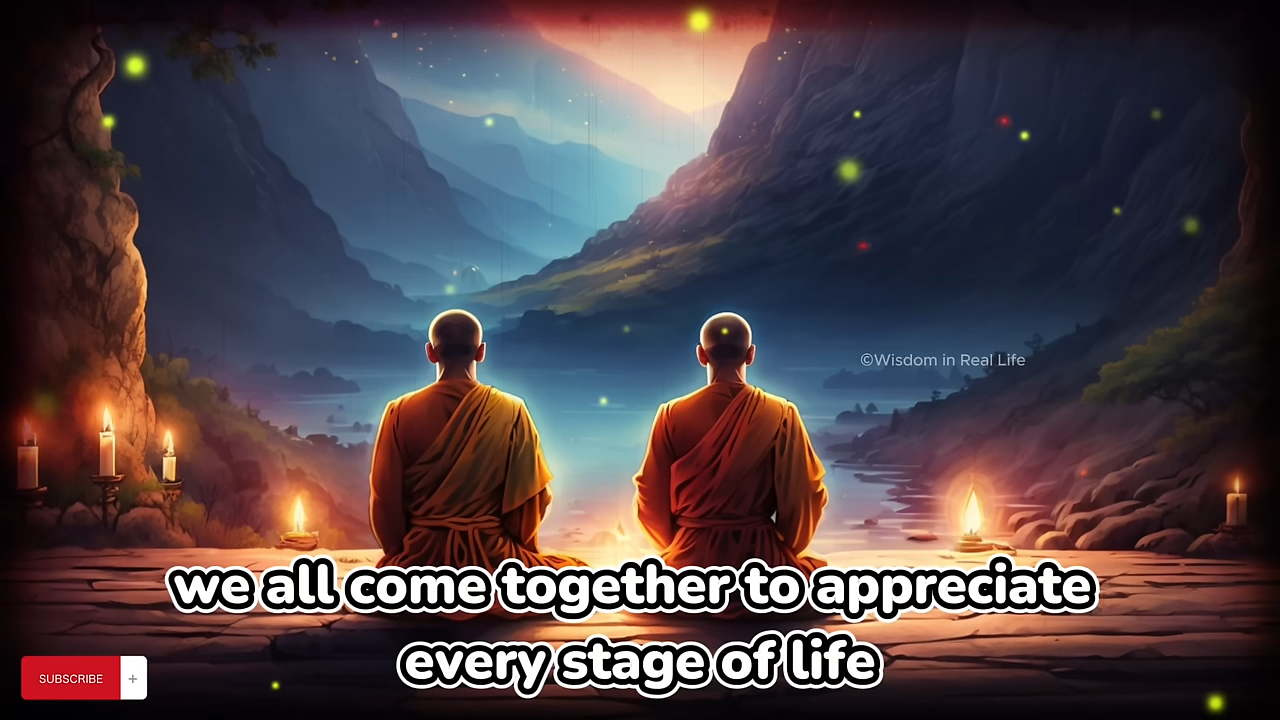 ©Wisdom in Real Life
we all come together to appreciate
every stage of life
SUBSCRIBE +